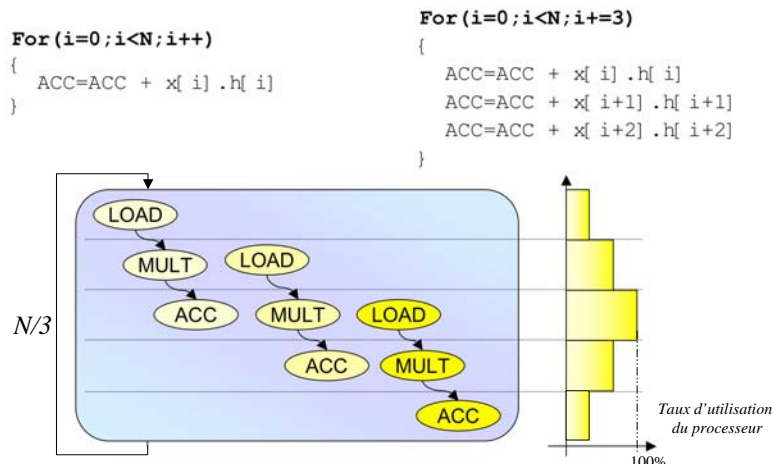 For(i=0;i<N;i++)
{
ACC=ACC + x[i].h[i]
}
For(i=0;i<N;i+=3)
{
ACC=ACC + x[i].h[i]
ACC=ACC + x[i+1].h[i+1]
ACC=ACC + x[i+2].h[i+2]
}
N/3
LOAD
MULT
LOAD
ACC
MULT
LOAD
ACC
MULT
ACC
Taux d'utilisation
du processeur
100%